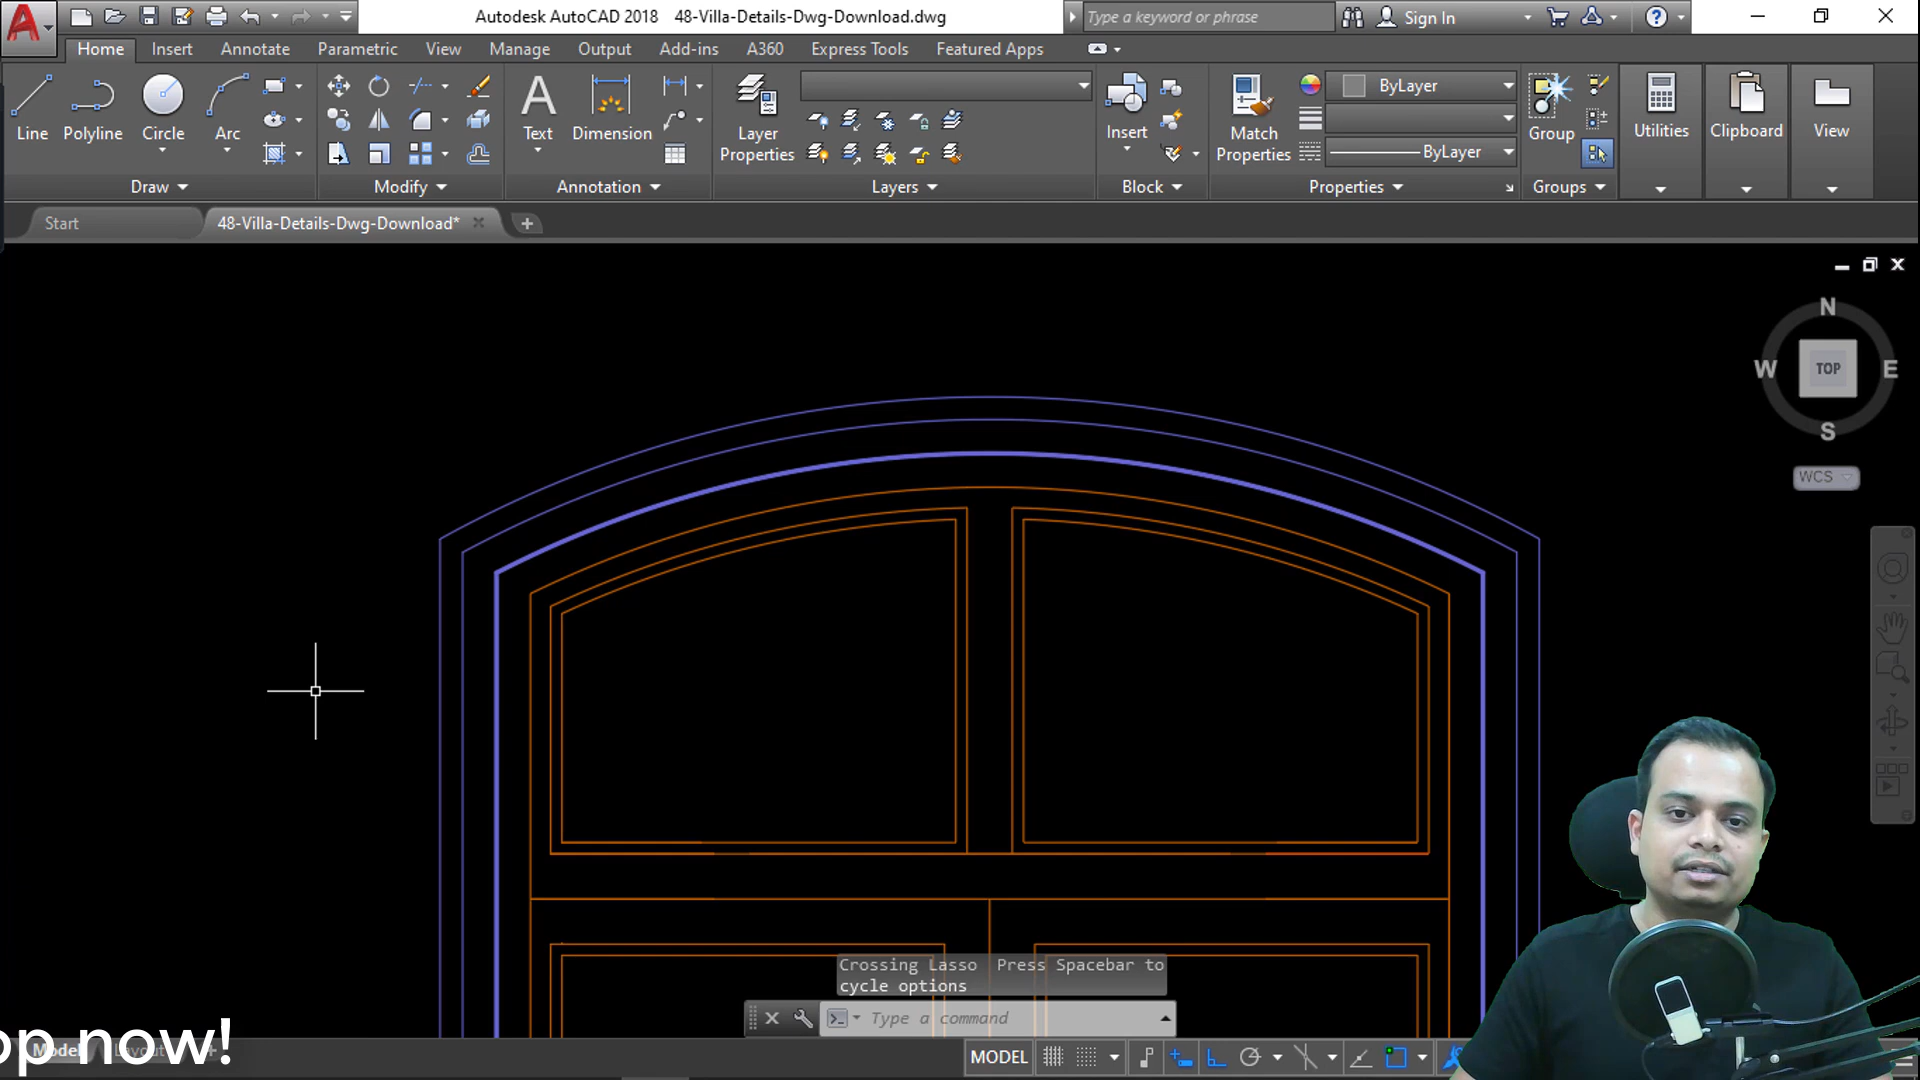 Autodesk AutoCAD 2018 48-Villa-Details-Dwg-Download.dwg
Type a keyword or phrase
Sign In
Home Insert Annotate Parametric View Manage Output Add-ins A360 Express Tools Featured Apps
Line Polyline Circle Arc
Text Dimension
Layer Properties
Insert
Match Properties
ByLayer
ByLayer
Group
Utilities
Clipboard
View
Draw Modify Annotation Layers Block Properties Groups
Start
48-Villa-Details-Dwg-Download*
N
W TOP E
S
WCS
Crossing Lasso Press Spacebar to
cycle options
Type a command
op now!
Model
MODEL